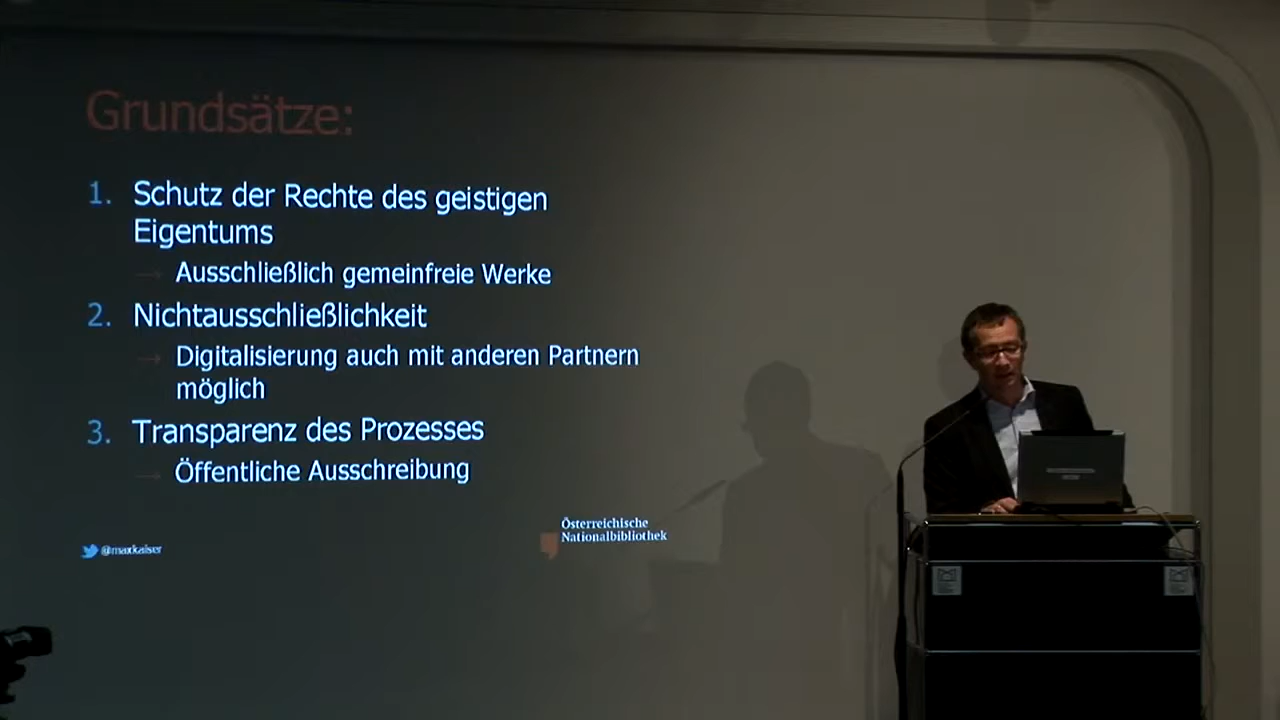 Grundsätze:
1. Schutz der Rechte des geistigen
Eigentums
→ Ausschließlich gemeinfreie Werke
2. Nichtausschließlichkeit
→ Digitalisierung auch mit anderen Partnern
möglich
3. Transparenz des Prozesses
→ Öffentliche Ausschreibung
@maxkaiser
Österreichische
Nationalbibliothek